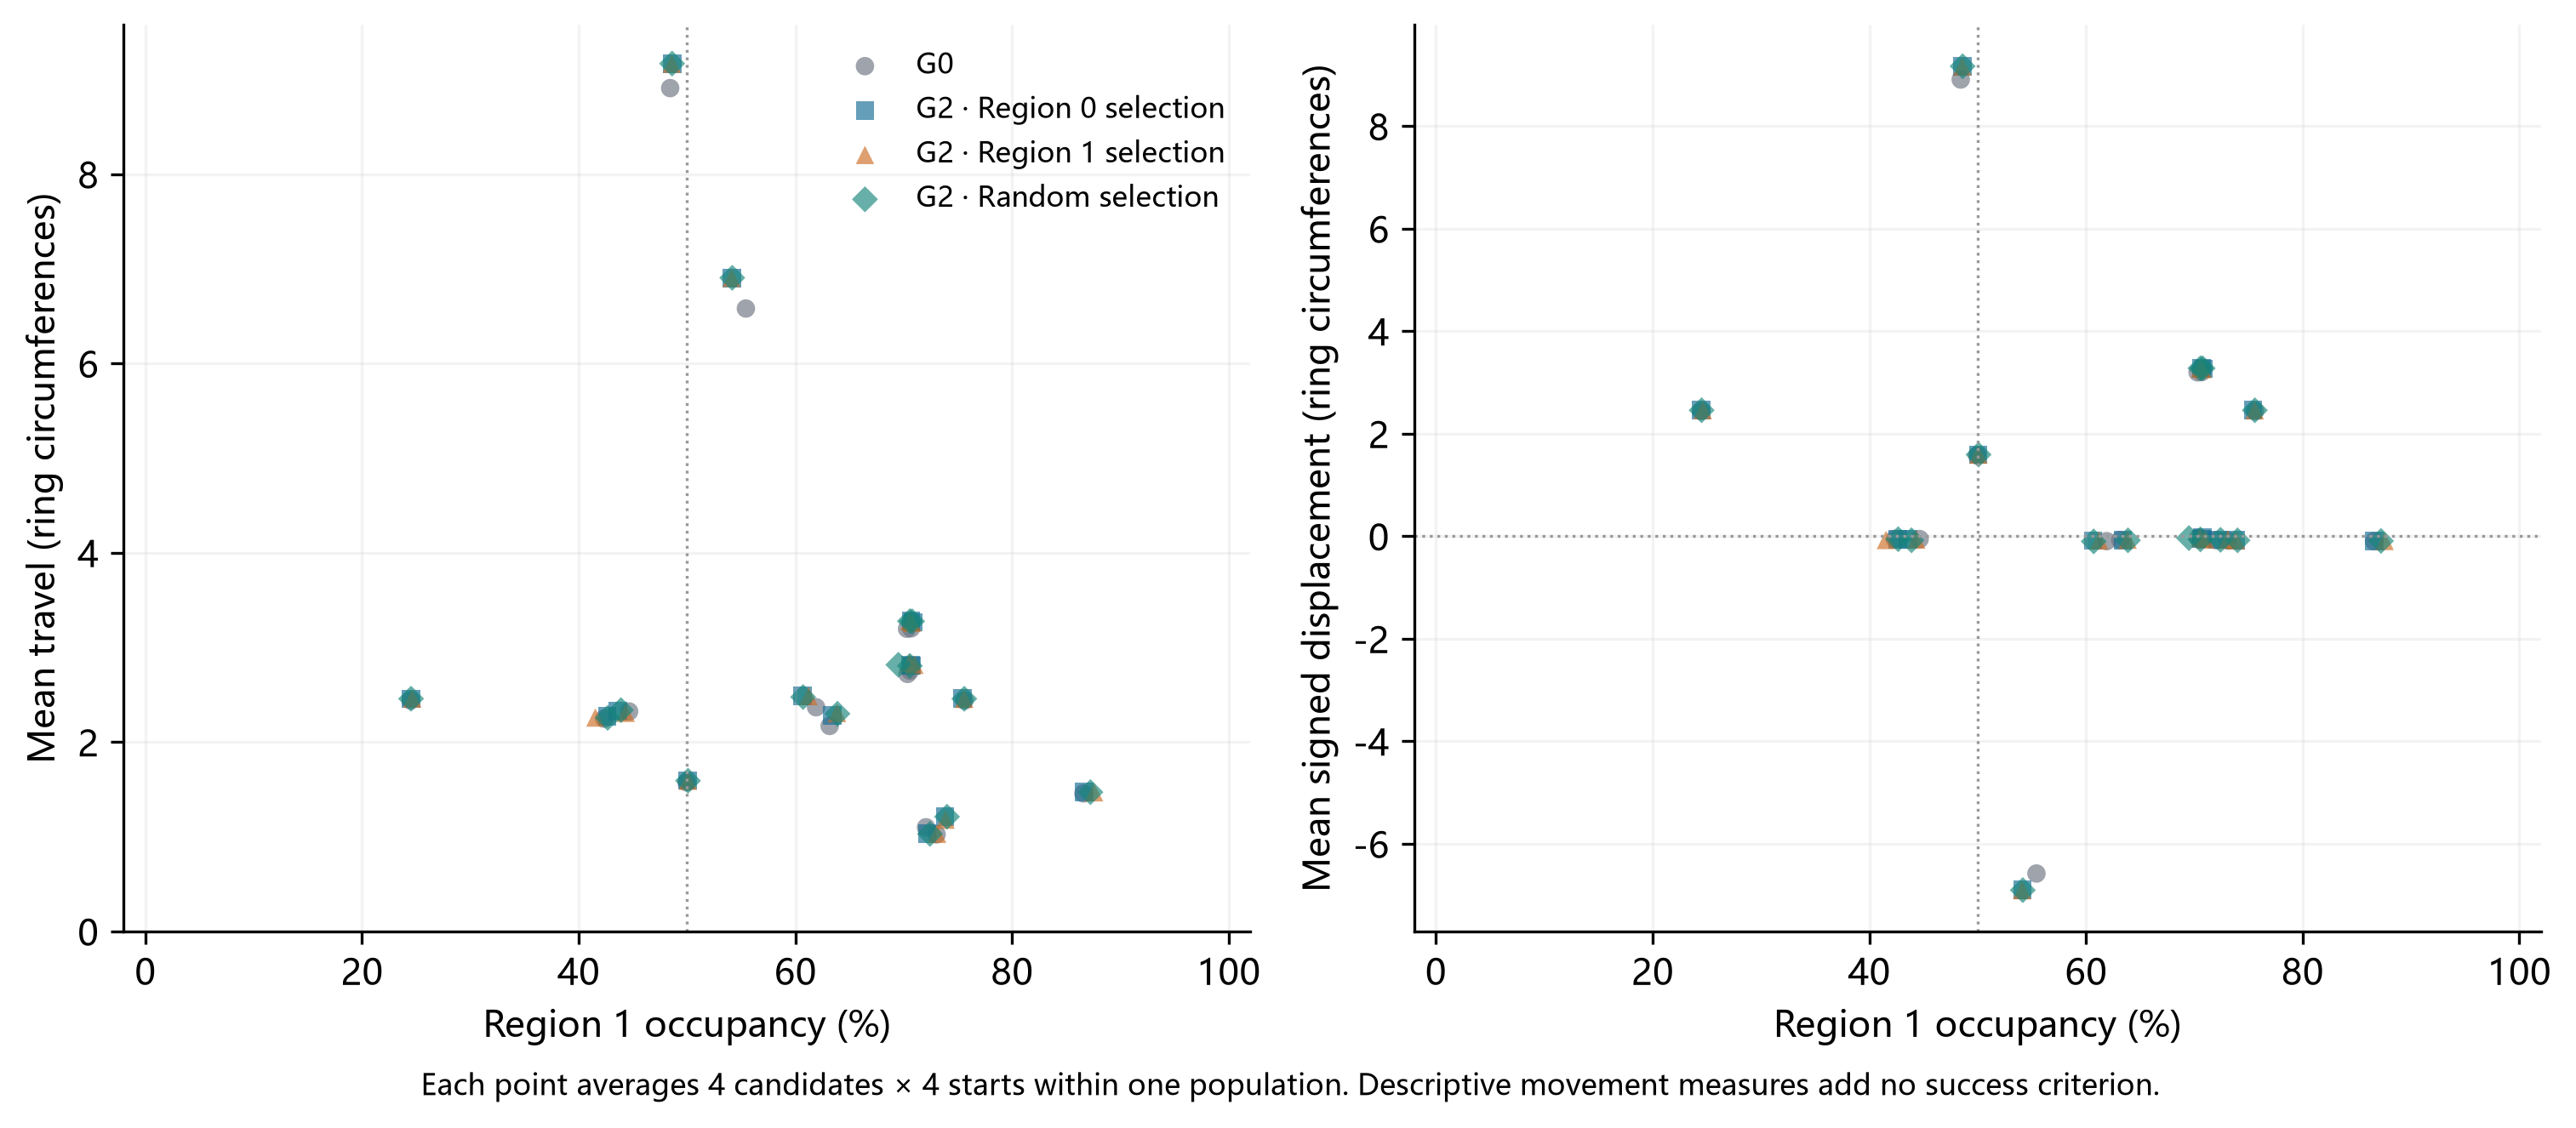 Mean travel (ring circumferences)
8
6
4
2
0
0 20 40 60 80 100
Region 1 occupancy (%)
G0
G2 · Region 0 selection
G2 · Region 1 selection
G2 · Random selection
Mean signed displacement (ring circumferences)
8
6
4
2
0
-2
-4
-6
0 20 40 60 80 100
Region 1 occupancy (%)
Each point averages 4 candidates × 4 starts within one population. Descriptive movement measures add no success criterion.